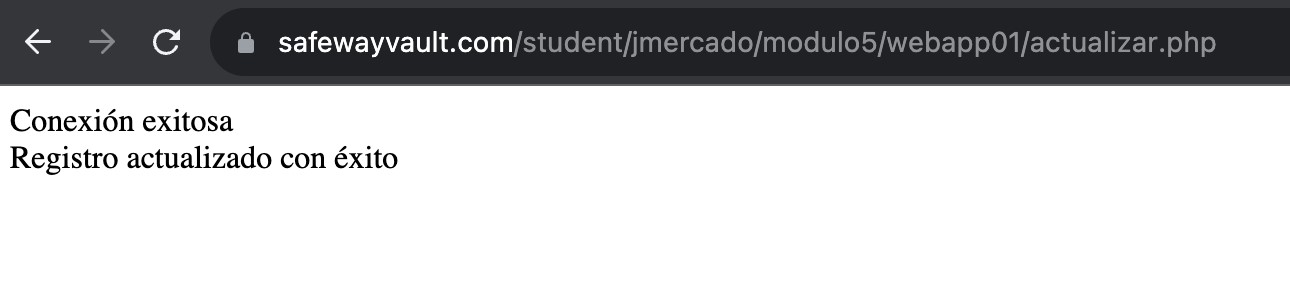 safewayvault.com/student/jmercado/modulo5/webapp01/actualizar.php
Conexión exitosa
Registro actualizado con éxito